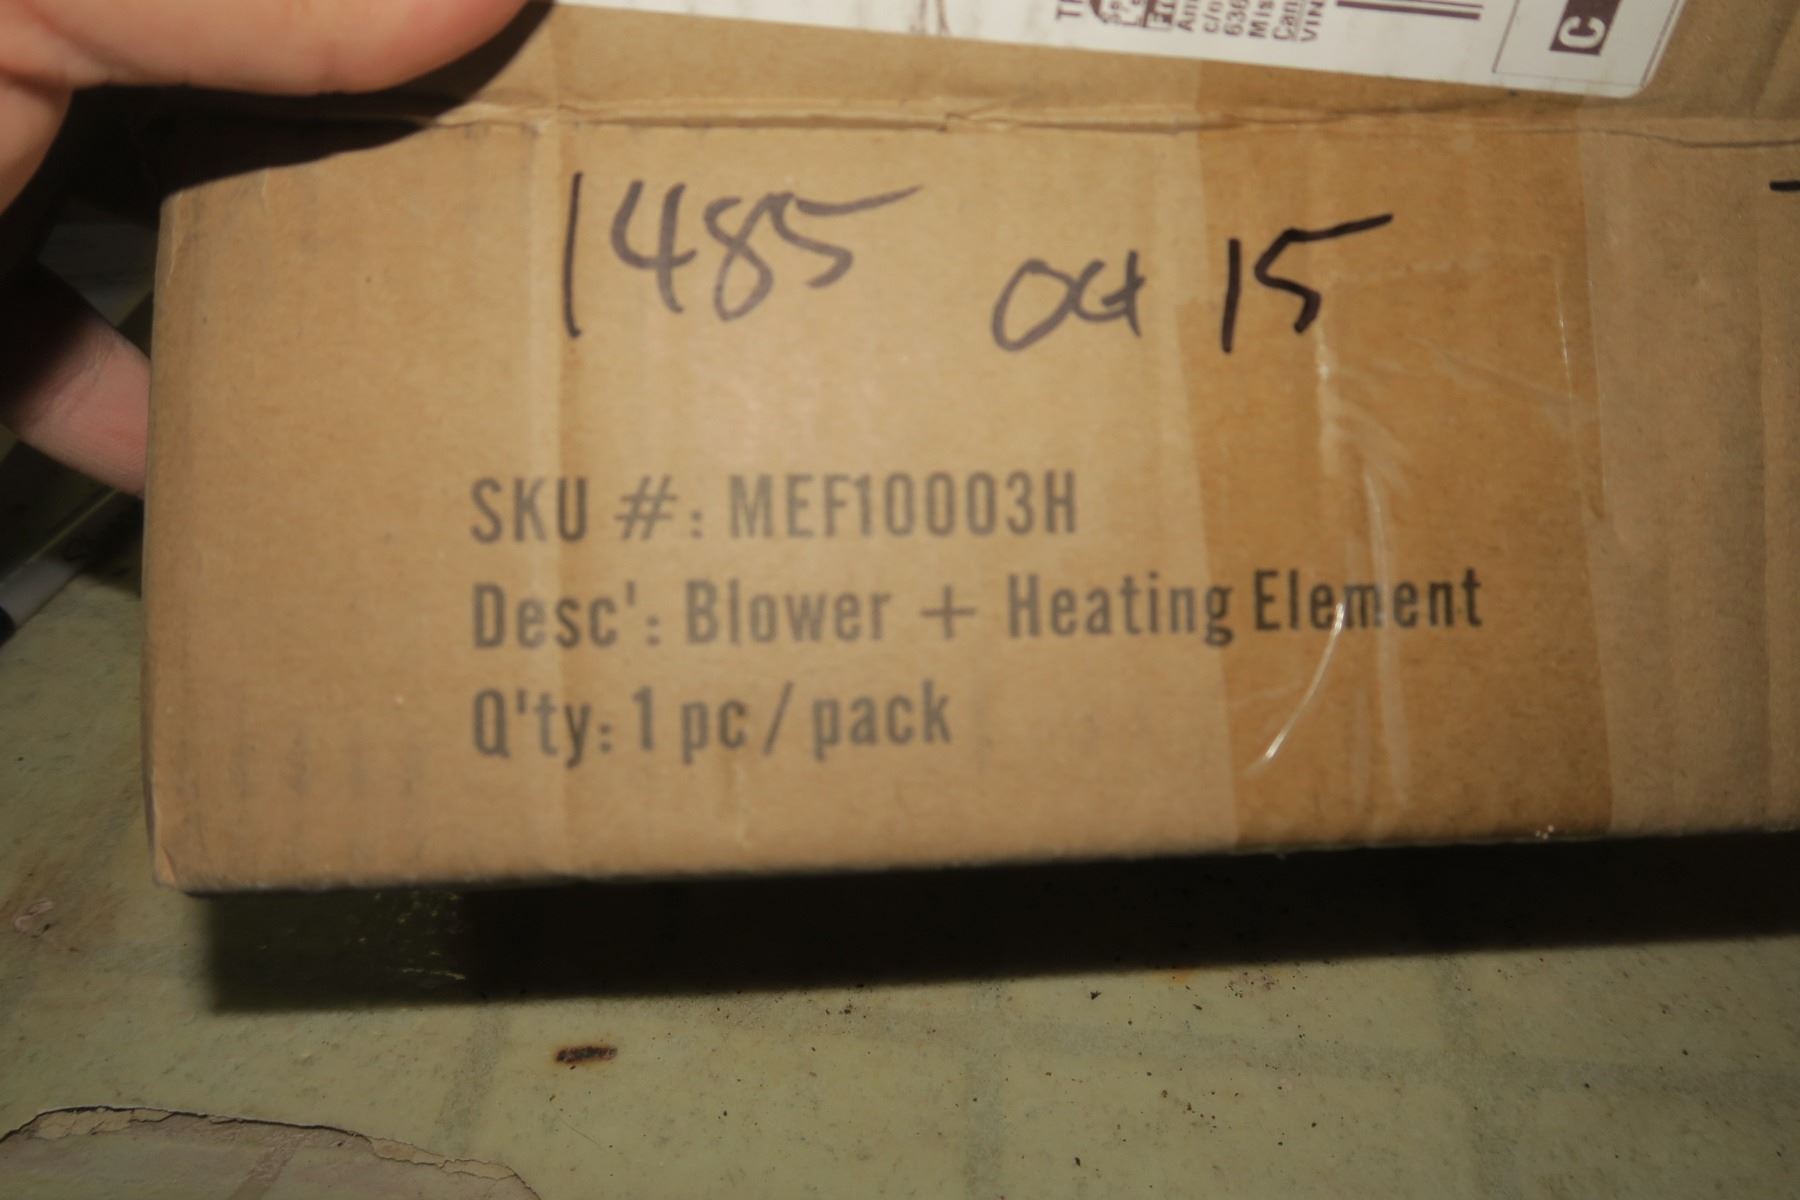 C
1485 Oct 15
SKU #: MEF10003H
Desc': Blower + Heating Element
Q'ty: 1 pc / pack